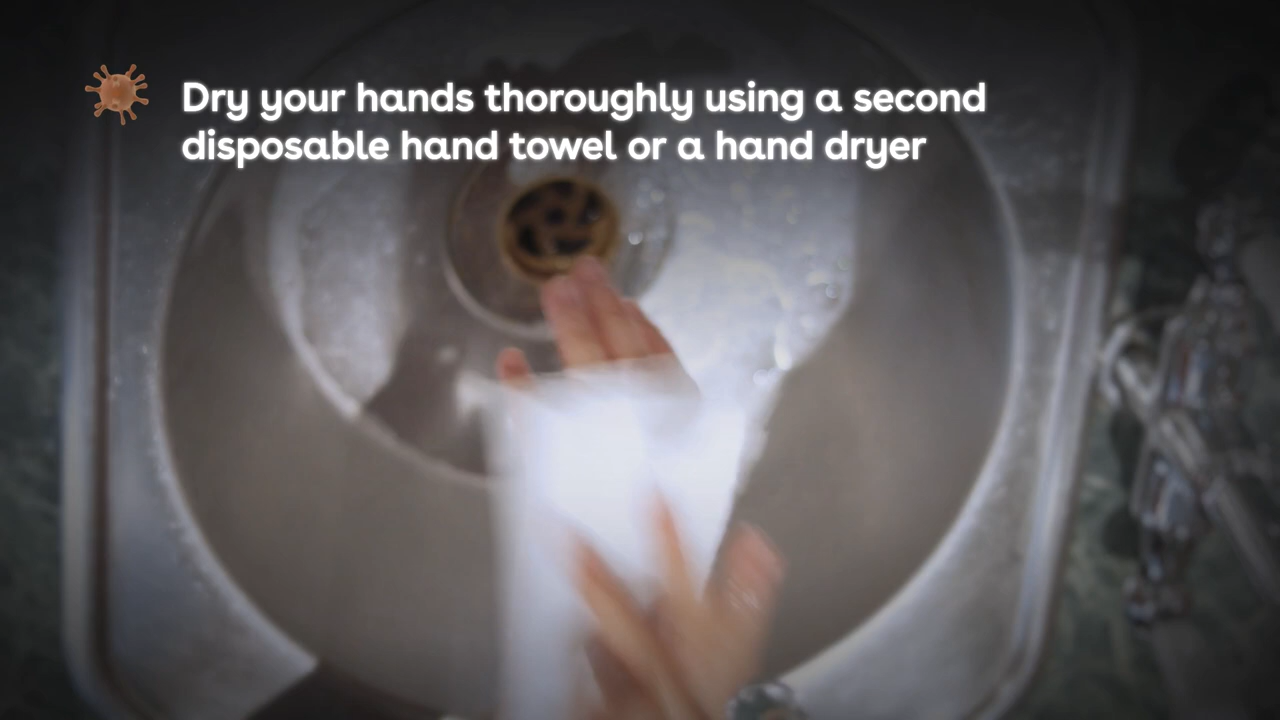 Dry your hands thoroughly using a second
disposable hand towel or a hand dryer